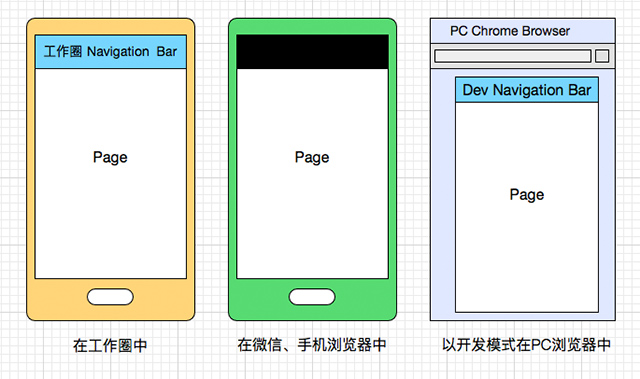 工作圈 Navigation Bar
Page
在工作圈中
Page
在微信、手机浏览器中
PC Chrome Browser
Dev Navigation Bar
Page
以开发模式在PC浏览器中